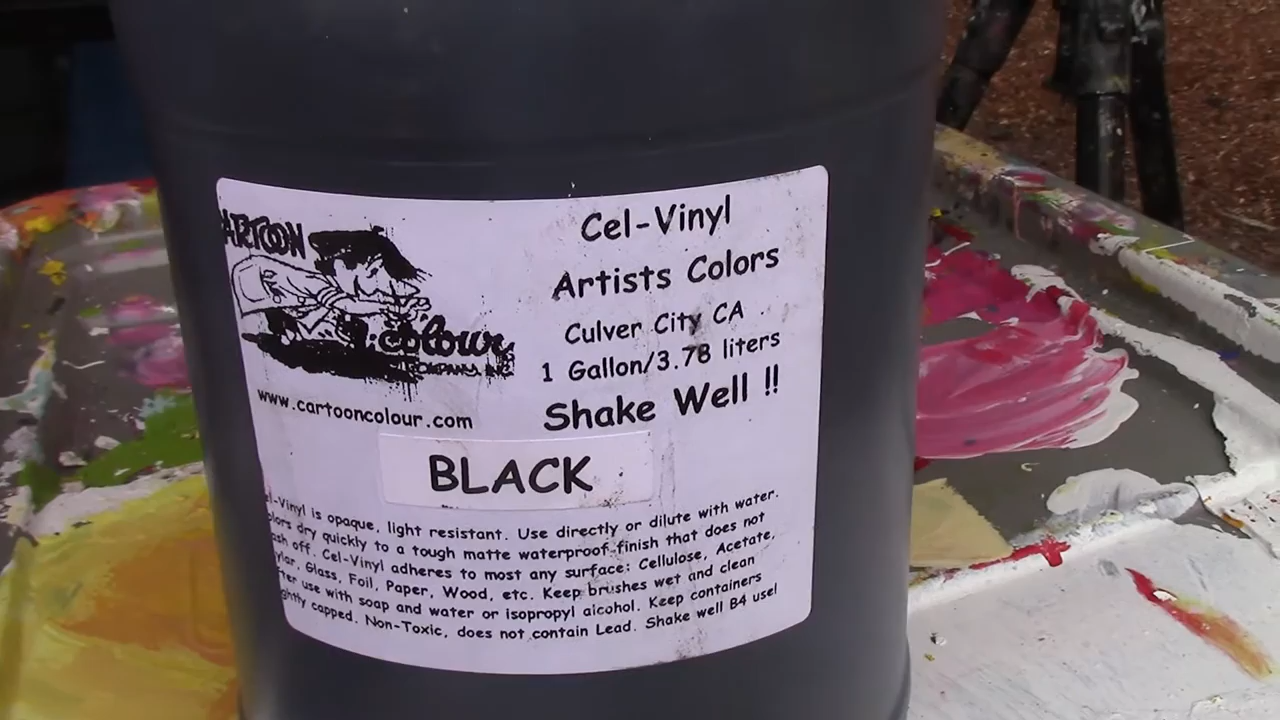 ARTOON
colour
COMPANY, INC.
www.cartooncolour.com
Cel-Vinyl
Artists Colors
Culver City CA
1 Gallon/3.78 liters
Shake Well !!
BLACK
el-Vinyl is opaque, light resistant. Use directly or dilute with water.
olors dry quickly to a tough matte waterproof finish that does not
ash off. Cel-Vinyl adheres to most any surface: Cellulose, Acetate,
ylar, Glass, Foil, Paper, Wood, etc. Keep brushes wet and clean
fter use with soap and water or isopropyl alcohol. Keep containers
ghtly capped. Non-Toxic, does not contain Lead. Shake well B4 use!